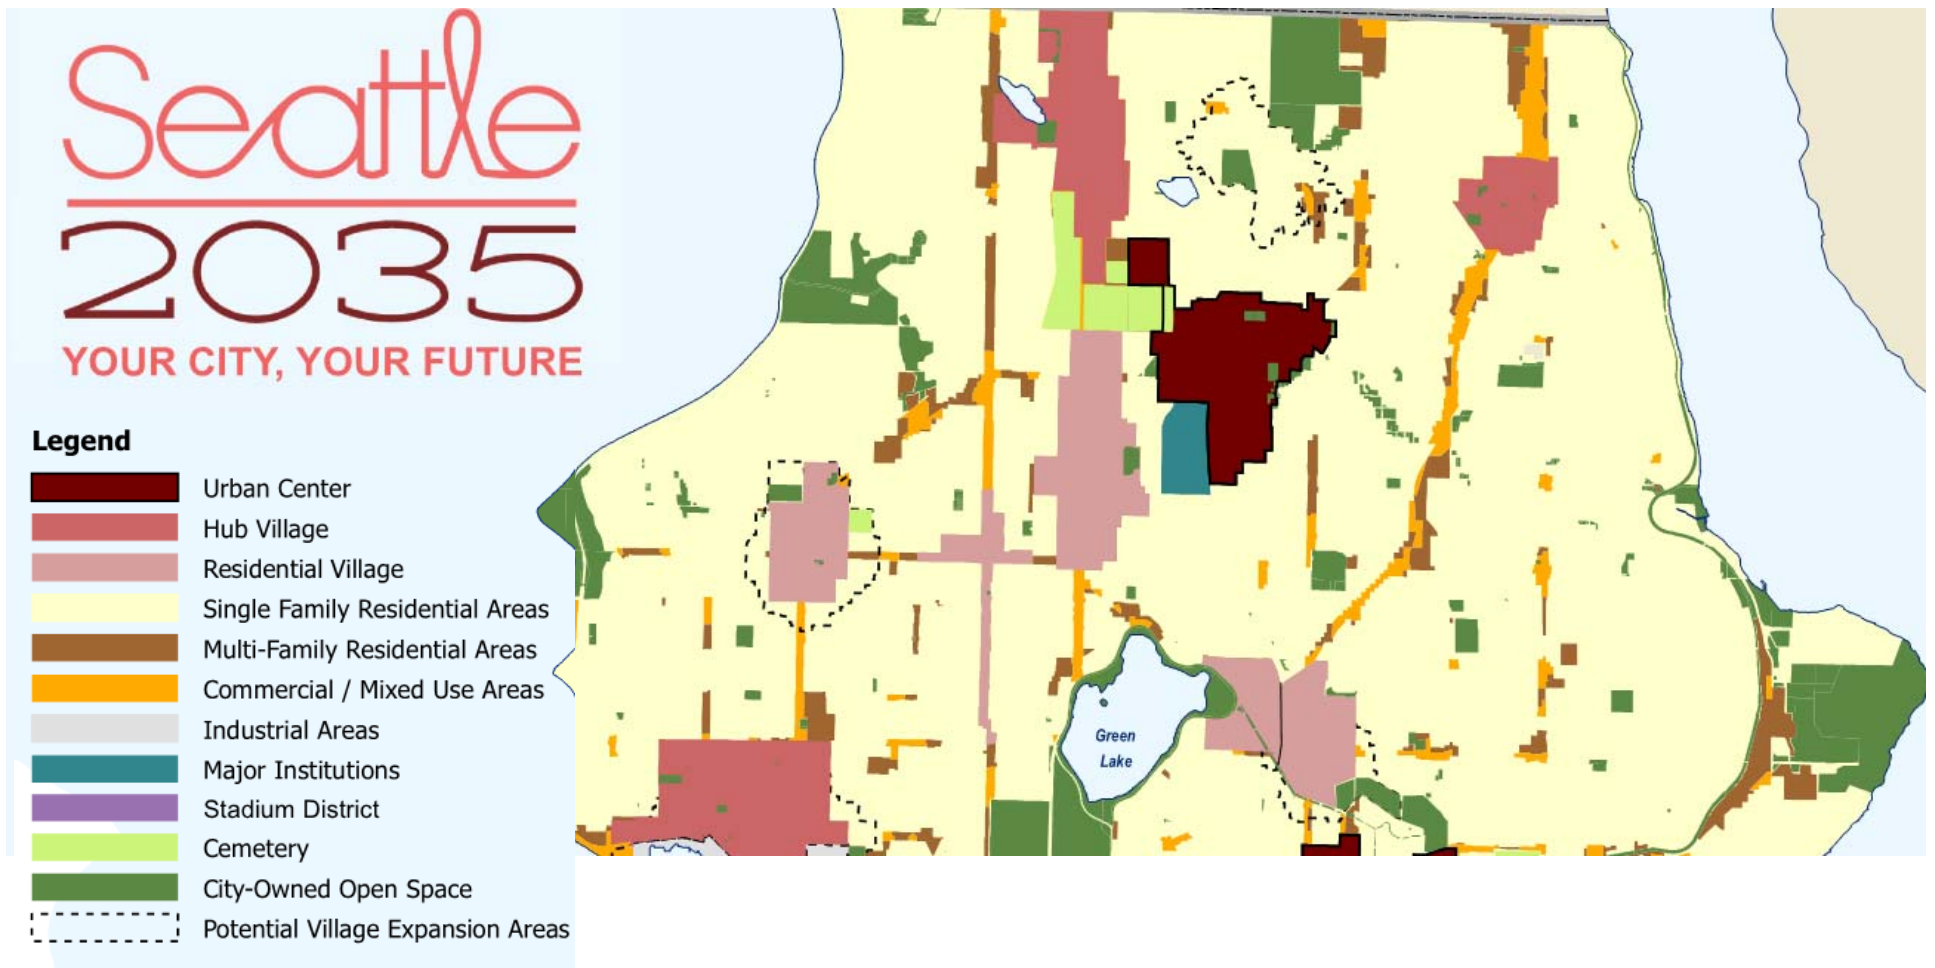 Seattle
2035
YOUR CITY, YOUR FUTURE
Legend
Urban Center
Hub Village
Residential Village
Single Family Residential Areas
Multi-Family Residential Areas
Commercial / Mixed Use Areas
Industrial Areas
Major Institutions
Stadium District
Cemetery
City-Owned Open Space
Potential Village Expansion Areas
Green
Lake